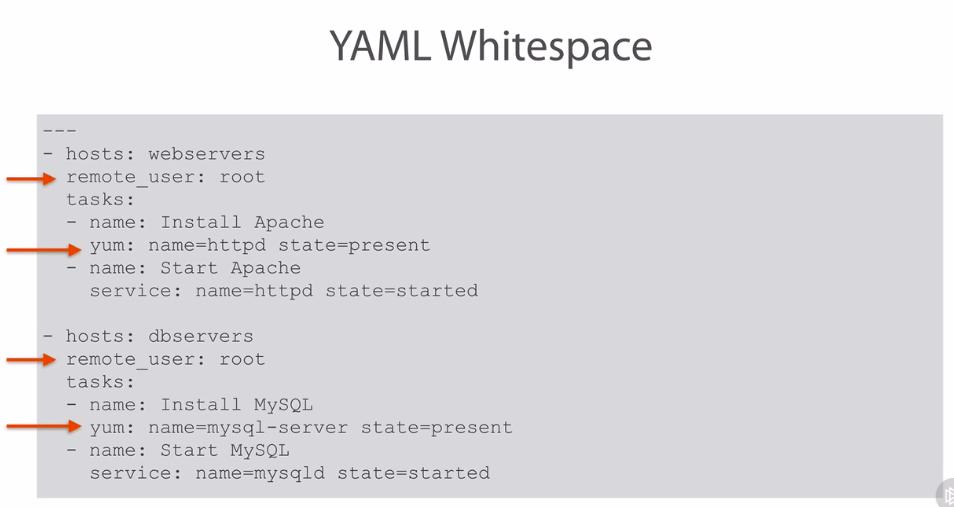 YAML Whitespace
---
- hosts: webservers
  remote_user: root
  tasks:
  - name: Install Apache
    yum: name=httpd state=present
  - name: Start Apache
    service: name=httpd state=started

- hosts: dbservers
  remote_user: root
  tasks:
  - name: Install MySQL
    yum: name=mysql-server state=present
  - name: Start MySQL
    service: name=mysqld state=started